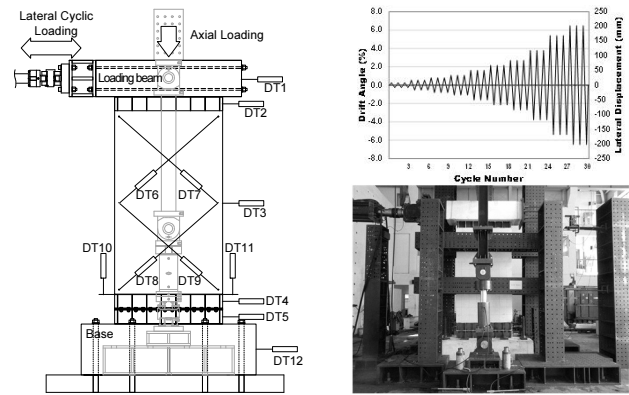 Lateral Cyclic
Loading
Axial Loading
Loading beam
DT1
DT2
DT6
DT7
DT3
DT10
DT11
DT8
DT9
DT4
DT5
Base
DT12
8.0
6.0
4.0
2.0
0.0
-2.0
-4.0
-6.0
-8.0
Drift Angle (%)
250
200
150
100
50
0
-50
-100
-150
-200
-250
Lateral Displacement (mm)
3 6 9 12 15 18 21 24 27 30
Cycle Number